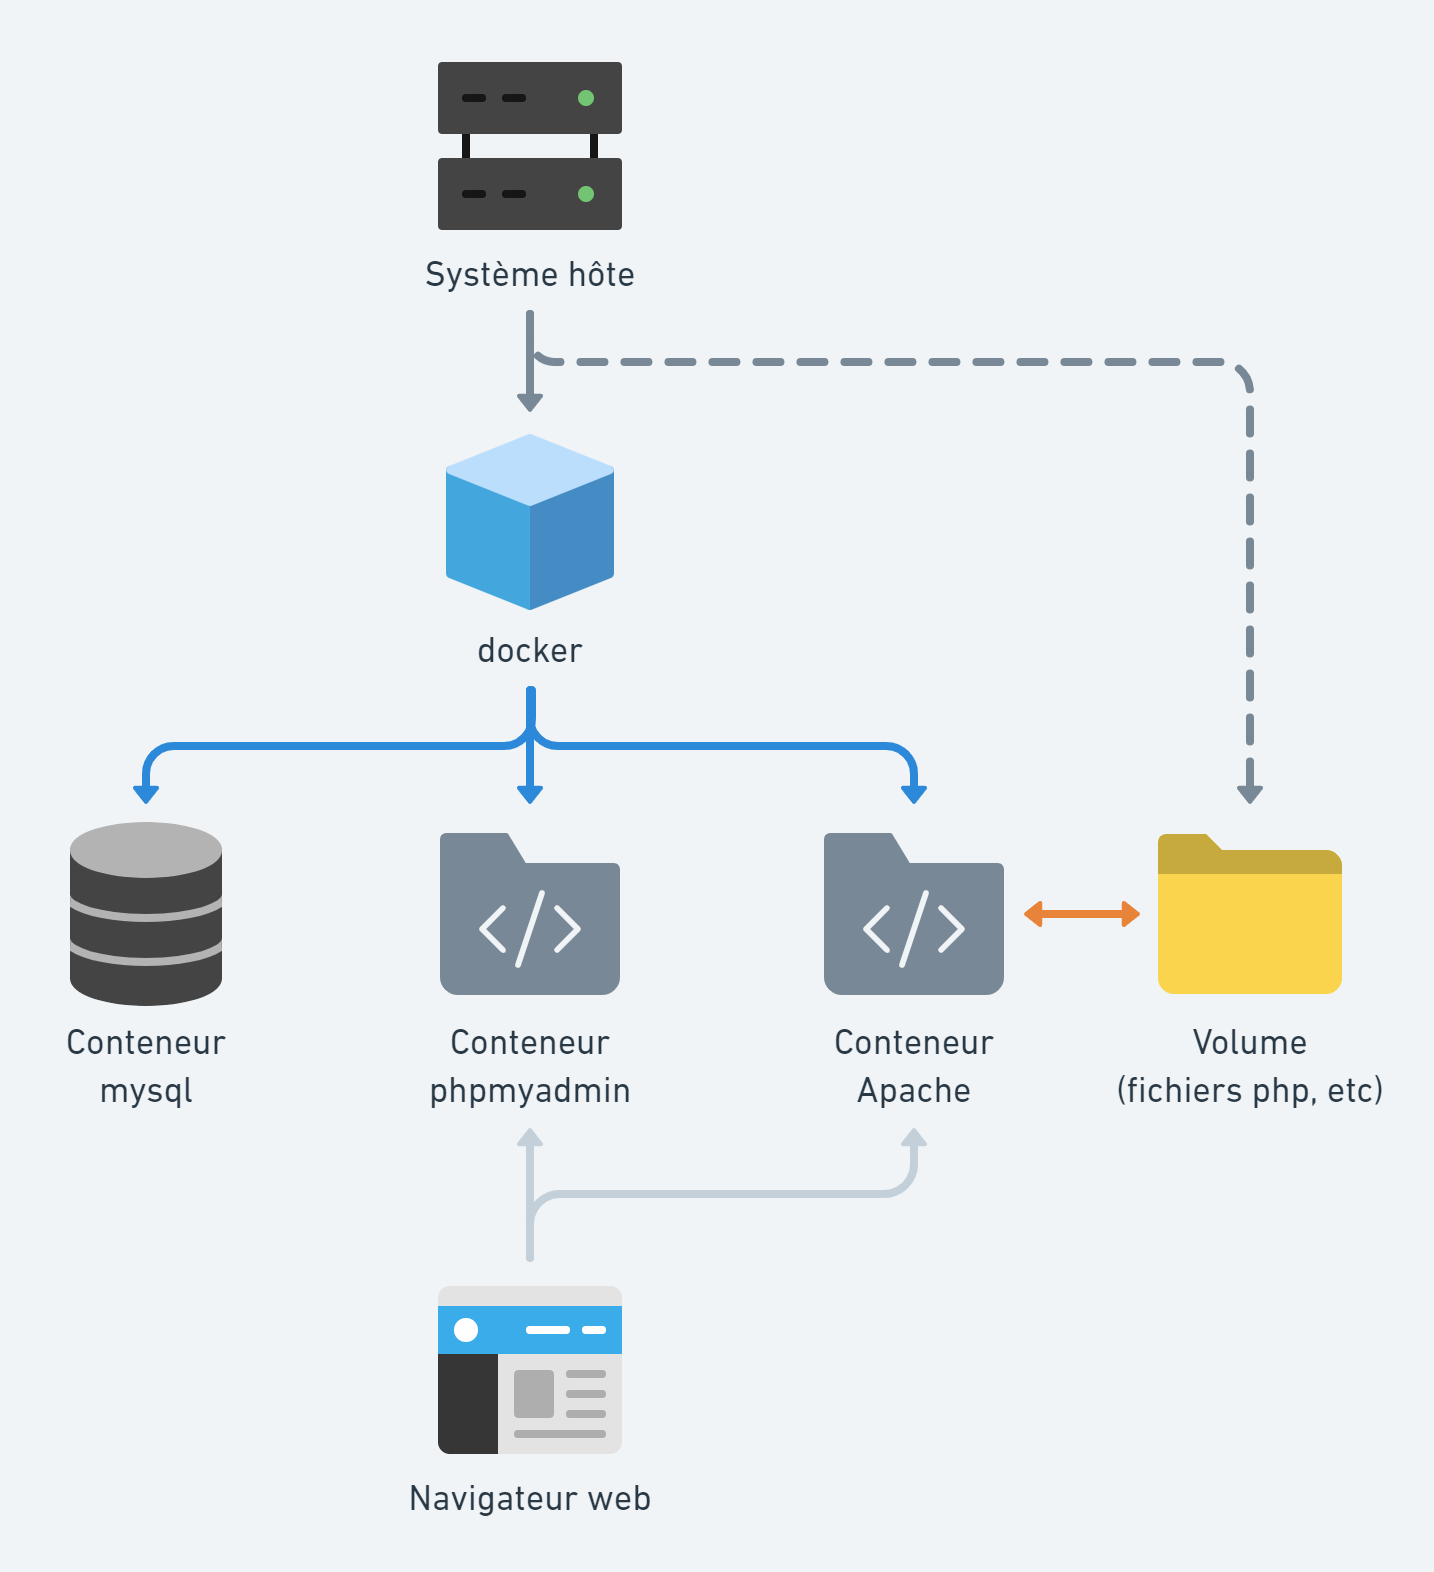 Système hôte
docker
Conteneur
mysql
Conteneur
phpmyadmin
Conteneur
Apache
Volume
(fichiers php, etc)
Navigateur web